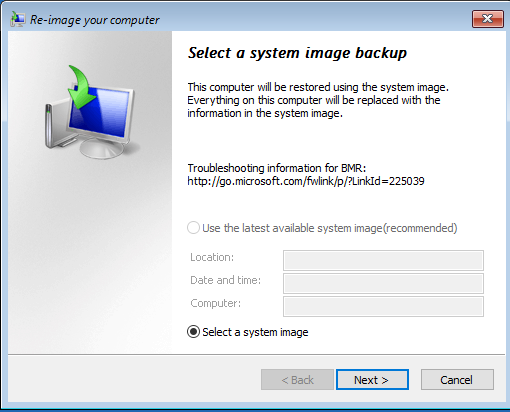 Re-image your computer
Select a system image backup
This computer will be restored using the system image.
Everything on this computer will be replaced with the
information in the system image.
Troubleshooting information for BMR:
http://go.microsoft.com/fwlink/p/?LinkId=225039
Use the latest available system image(recommended)
Location:
Date and time:
Computer:
Select a system image
< Back
Next >
Cancel